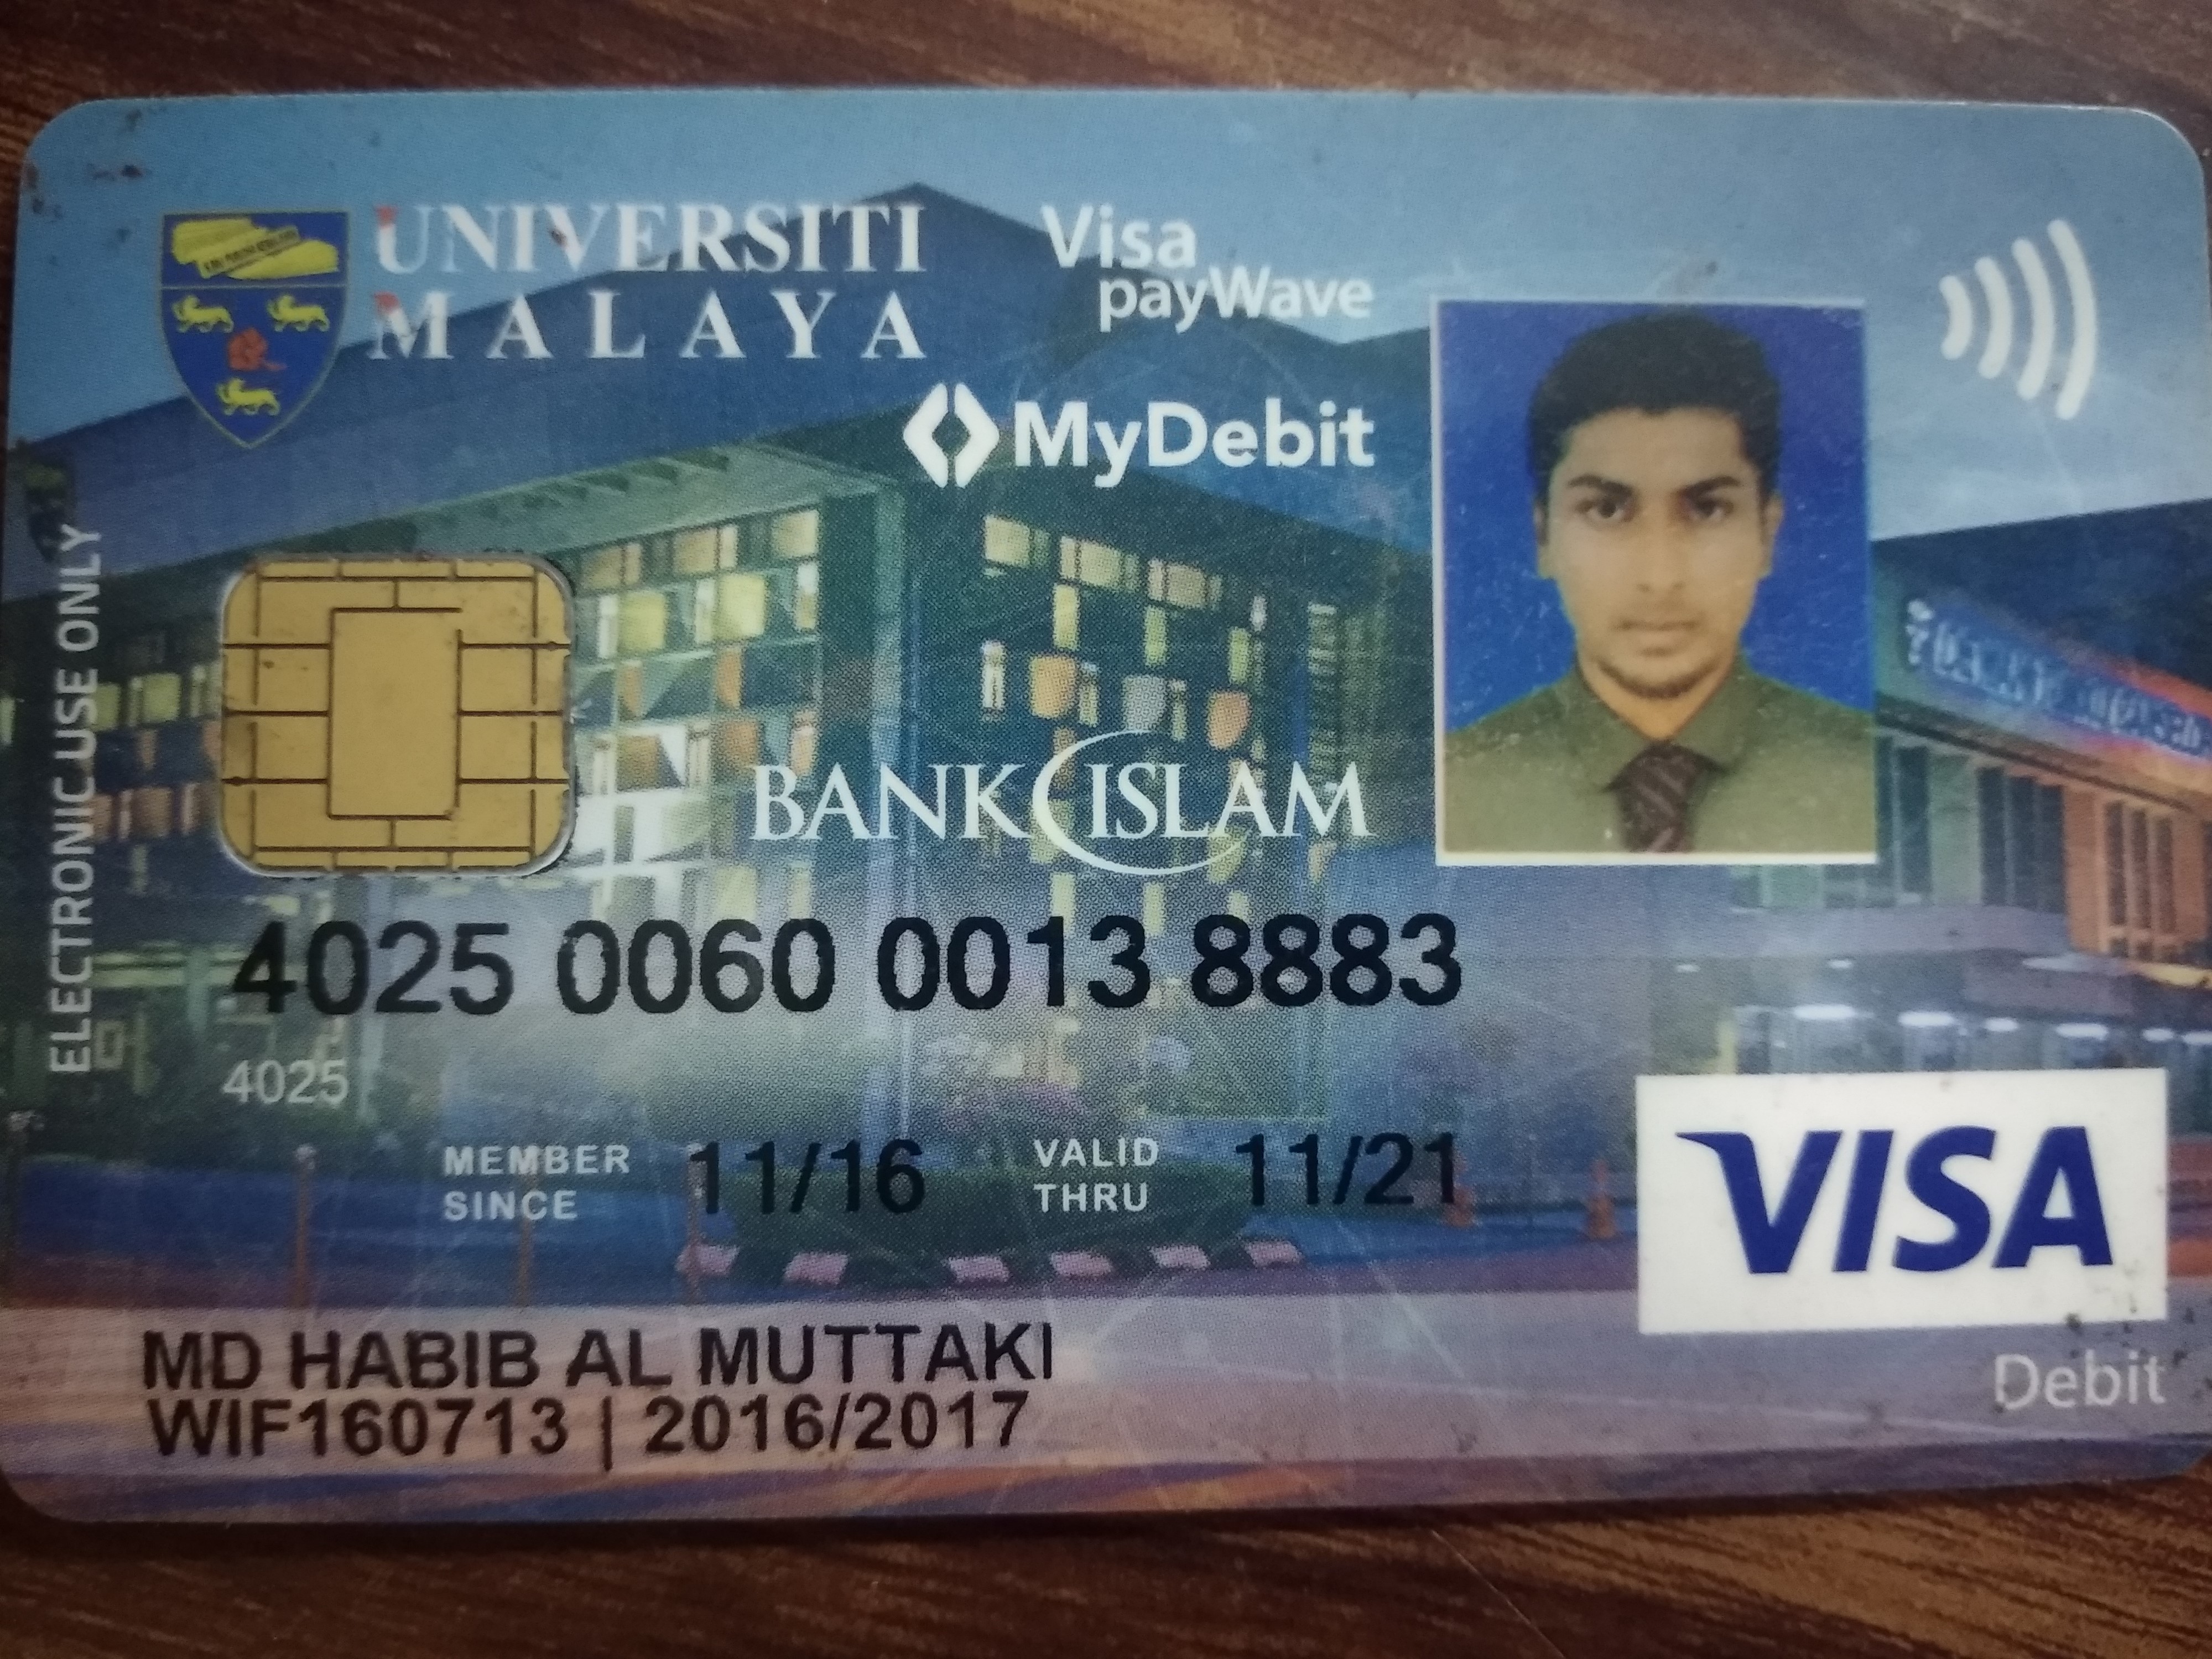 UNIVERSITI
MALAYA
Visa
payWave
MyDebit
ELECTRONIC USE ONLY
BANK ISLAM
4025 0060 0013 8883
4025
MEMBER SINCE 11/16 VALID THRU 11/21
VISA
Debit
MD HABIB AL MUTTAKI
WIF160713 | 2016/2017